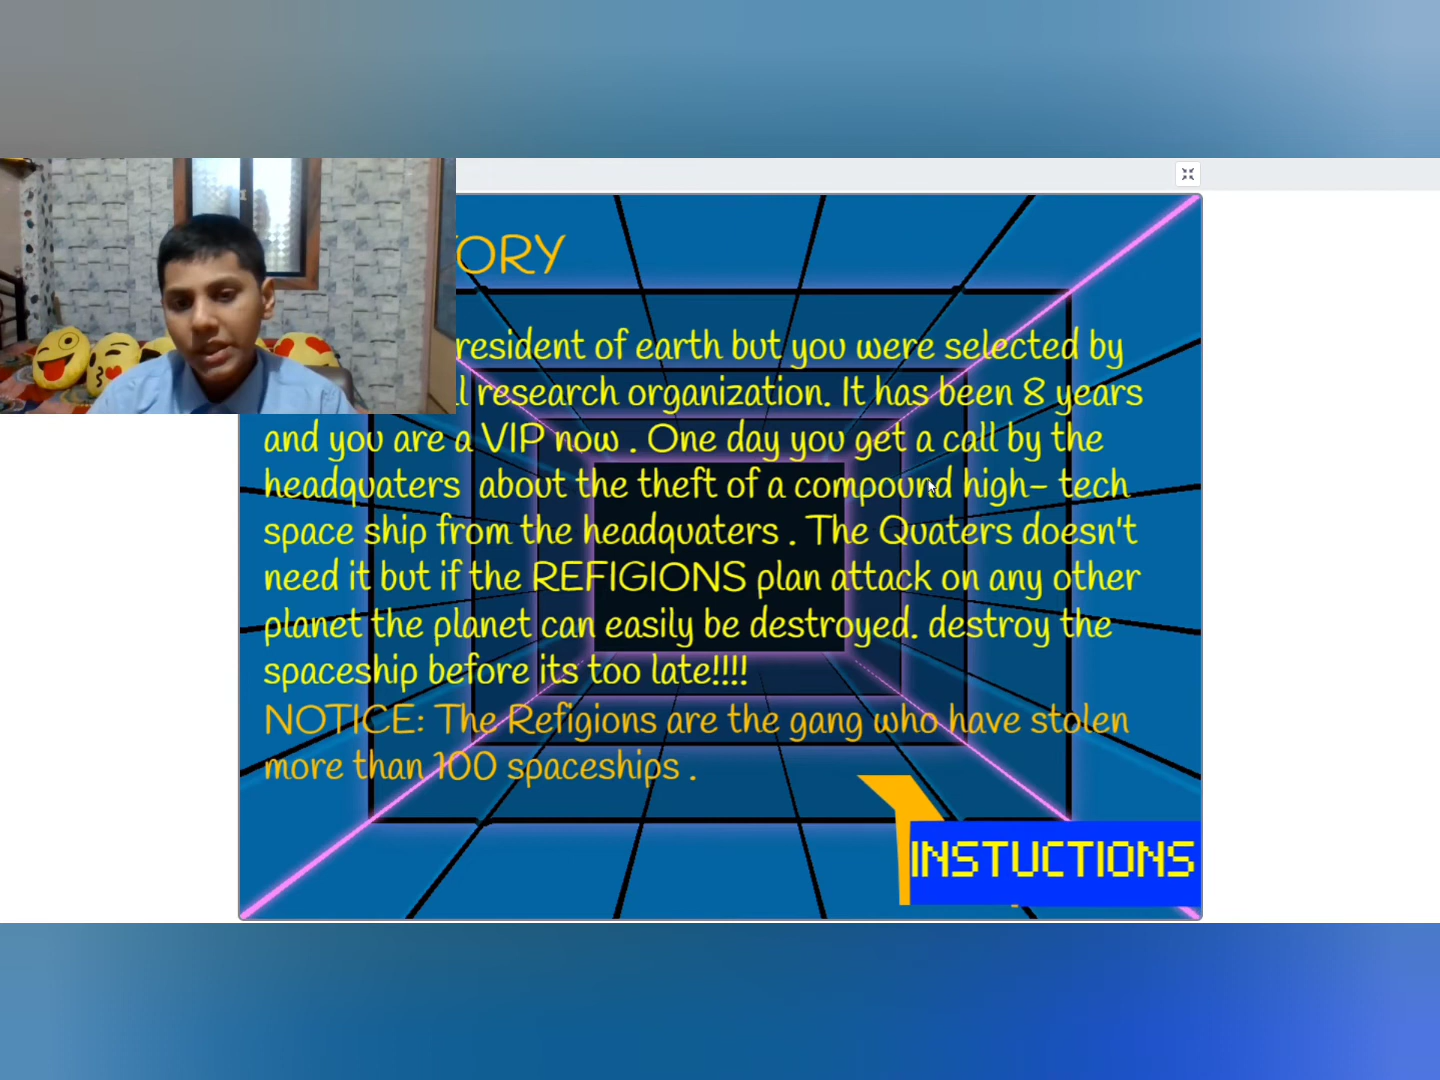 ORY
resident of earth but you were selected by
research organization. It has been 8 years
and you are a VIP now . One day you get a call by the
headquaters about the theft of a compound high- tech
space ship from the headquaters . The Quaters doesn't
need it but if the REFIGIONS plan attack on any other
planet the planet can easily be destroyed. destroy the
spaceship before its too late!!!!
NOTICE: The Refigions are the gang who have stolen
more than 100 spaceships .
INSTUCTIONS